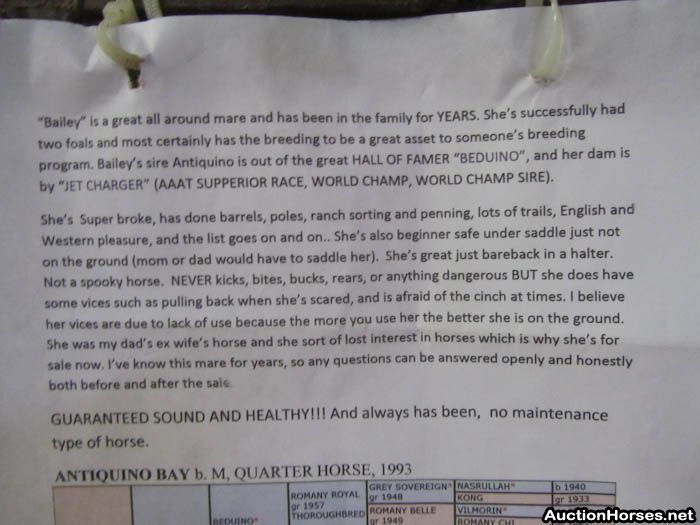 "Bailey" is a great all around mare and has been in the family for YEARS. She's successfully had
two foals and most certainly has the breeding to be a great asset to someone's breeding
program. Bailey's sire Antiquino is out of the great HALL OF FAMER "BEDUINO", and her dam is
by "JET CHARGER" (AAAT SUPPERIOR RACE, WORLD CHAMP, WORLD CHAMP SIRE).
She's Super broke, has done barrels, poles, ranch sorting and penning, lots of trails, English and
Western pleasure, and the list goes on and on.. She's also beginner safe under saddle just not
on the ground (mom or dad would have to saddle her). She's great just bareback in a halter.
Not a spooky horse. NEVER kicks, bites, bucks, rears, or anything dangerous BUT she does have
some vices such as pulling back when she's scared, and is afraid of the cinch at times. I believe
her vices are due to lack of use because the more you use her the better she is on the ground.
She was my dad's ex wife's horse and she sort of lost interest in horses which is why she's for
sale now. I've know this mare for years, so any questions can be answered openly and honestly
both before and after the sale.
GUARANTEED SOUND AND HEALTHY!!! And always has been, no maintenance
type of horse.
ANTIQUINO BAY b. M, QUARTER HORSE, 1993
GREY SOVEREIGN* NASRULLAH* b 1940
ROMANY ROYAL gr 1948 KONG gr 1933
gr 1957
THOROUGHBRED ROMANY BELLE VILMORIN*
BEDUINO* gr 1949 ROMANY CHI
AuctionHorses.net